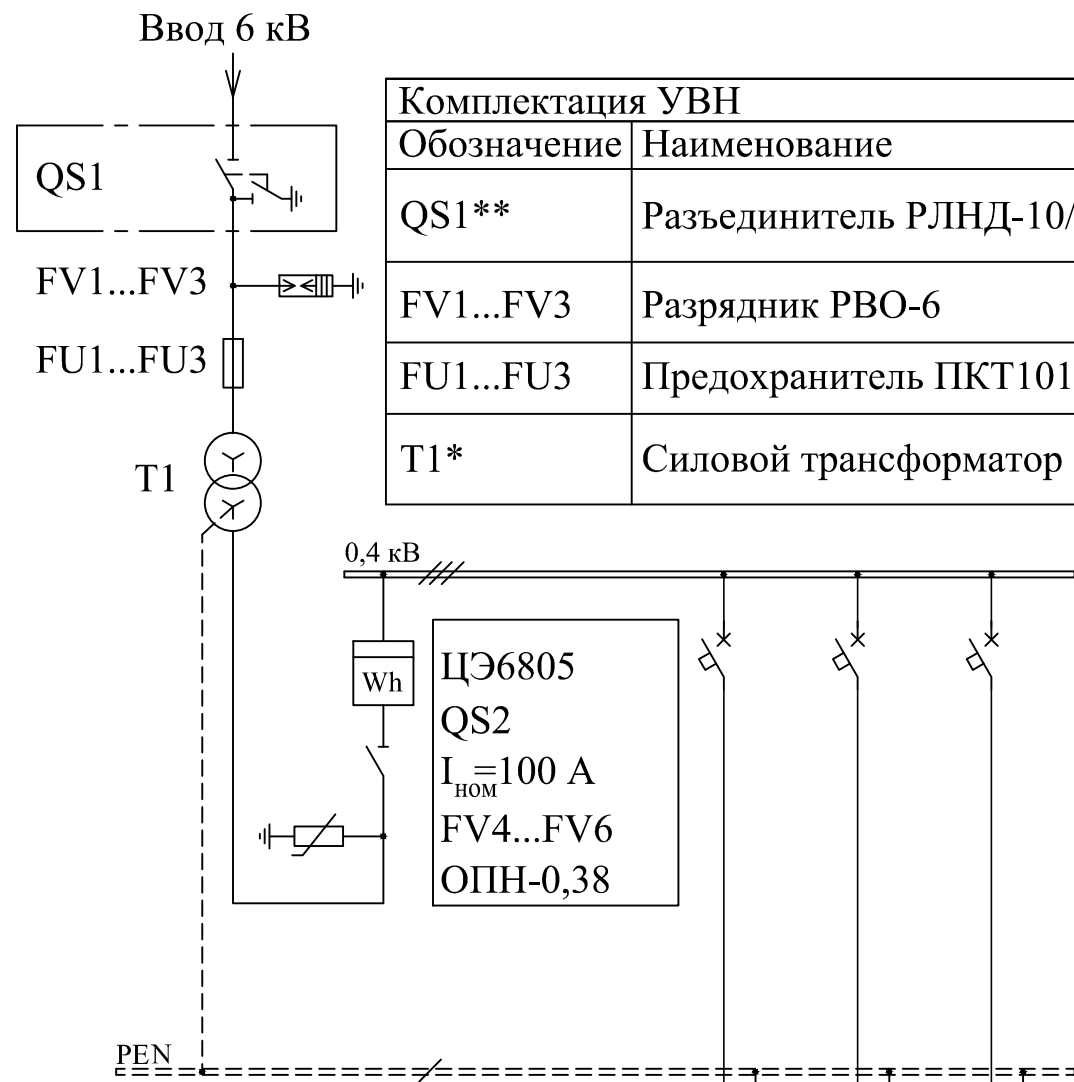 Ввод 6 кВ
Комплектация УВН
Обозначение Наименование
QS1
QS1** Разъединитель РЛНД-10/
FV1...FV3
FV1...FV3 Разрядник РВО-6
FU1...FU3
FU1...FU3 Предохранитель ПКТ101
T1
T1* Силовой трансформатор
0,4 кВ
Wh
ЦЭ6805
QS2
Iном=100 А
FV4...FV6
ОПН-0,38
PEN